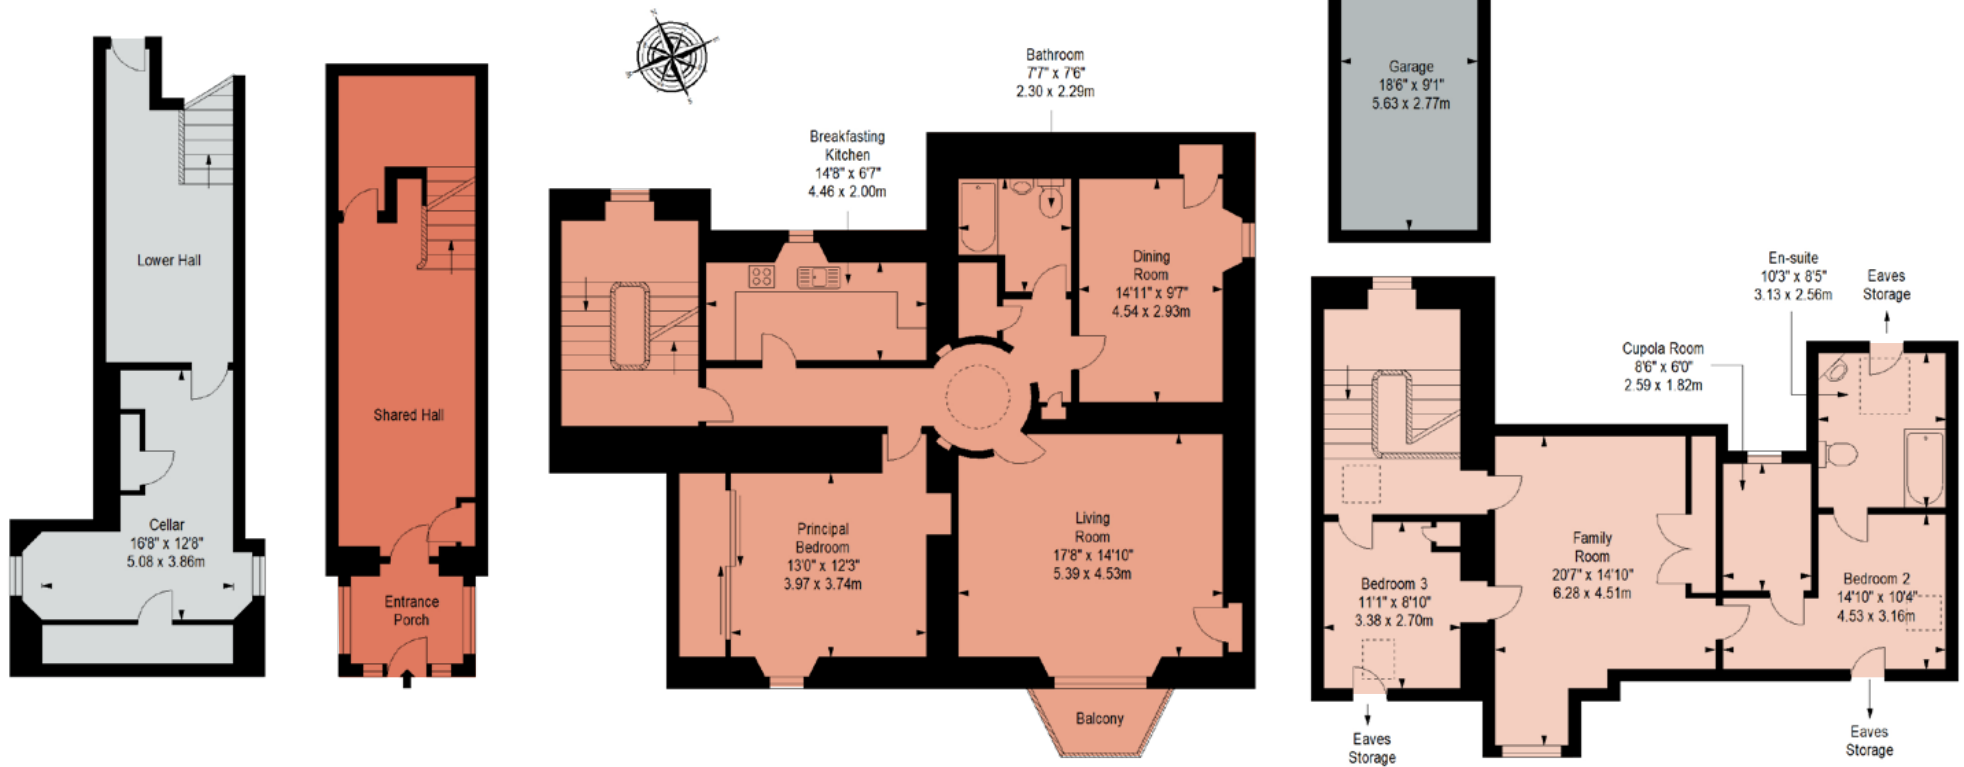 Lower Hall
Cellar
16'8" x 12'8"
5.08 x 3.86m
Shared Hall
Entrance
Porch
Breakfasting
Kitchen
14'8" x 6'7"
4.46 x 2.00m
Bathroom
7'7" x 7'6"
2.30 x 2.29m
Dining
Room
14'11" x 9'7"
4.54 x 2.93m
Principal
Bedroom
13'0" x 12'3"
3.97 x 3.74m
Living
Room
17'8" x 14'10"
5.39 x 4.53m
Balcony
Garage
18'6" x 9'1"
5.63 x 2.77m
En-suite
10'3" x 8'5"
3.13 x 2.56m
Eaves
Storage
Cupola Room
8'6" x 6'0"
2.59 x 1.82m
Family
Room
20'7" x 14'10"
6.28 x 4.51m
Bedroom 3
11'1" x 8'10"
3.38 x 2.70m
Bedroom 2
14'10" x 10'4"
4.53 x 3.16m
Eaves
Storage
Eaves
Storage